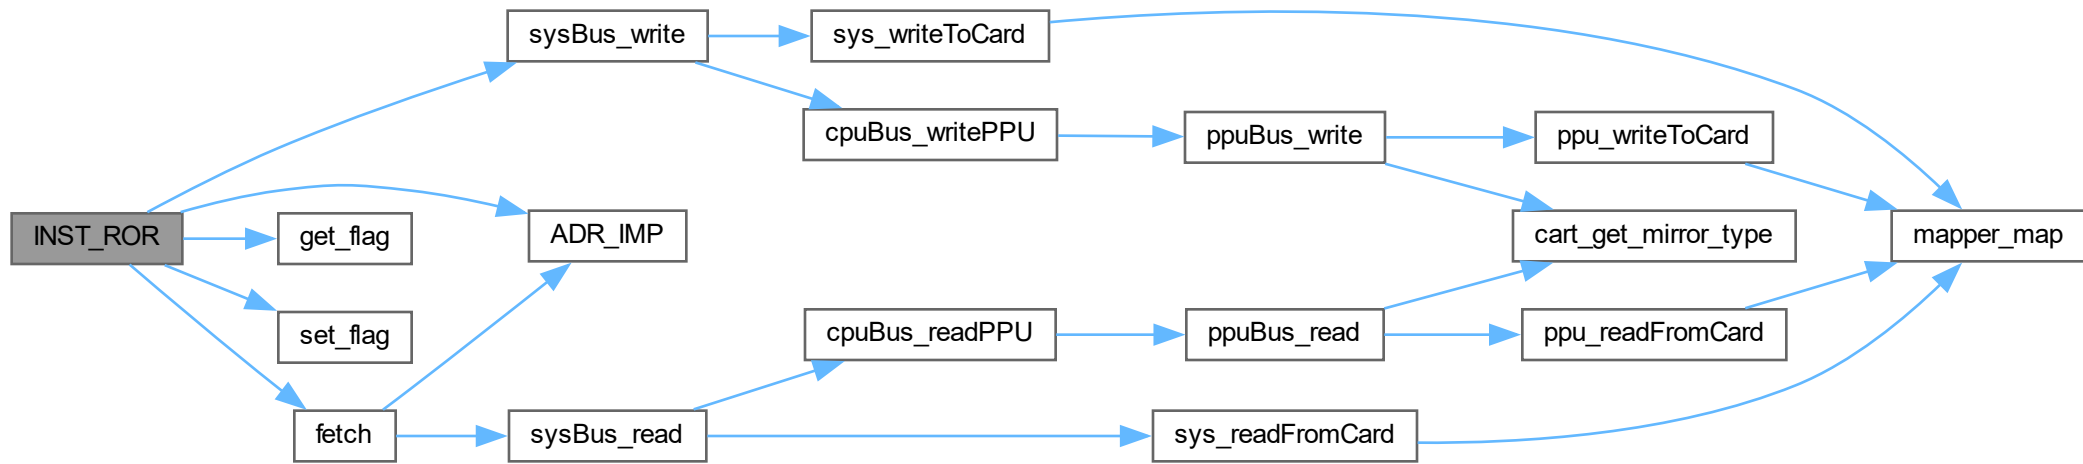 sysBus_write
sys_writeToCard
cpuBus_writePPU
ppuBus_write
ppu_writeToCard
INST_ROR
get_flag
ADR_IMP
cart_get_mirror_type
mapper_map
set_flag
cpuBus_readPPU
ppuBus_read
ppu_readFromCard
fetch
sysBus_read
sys_readFromCard